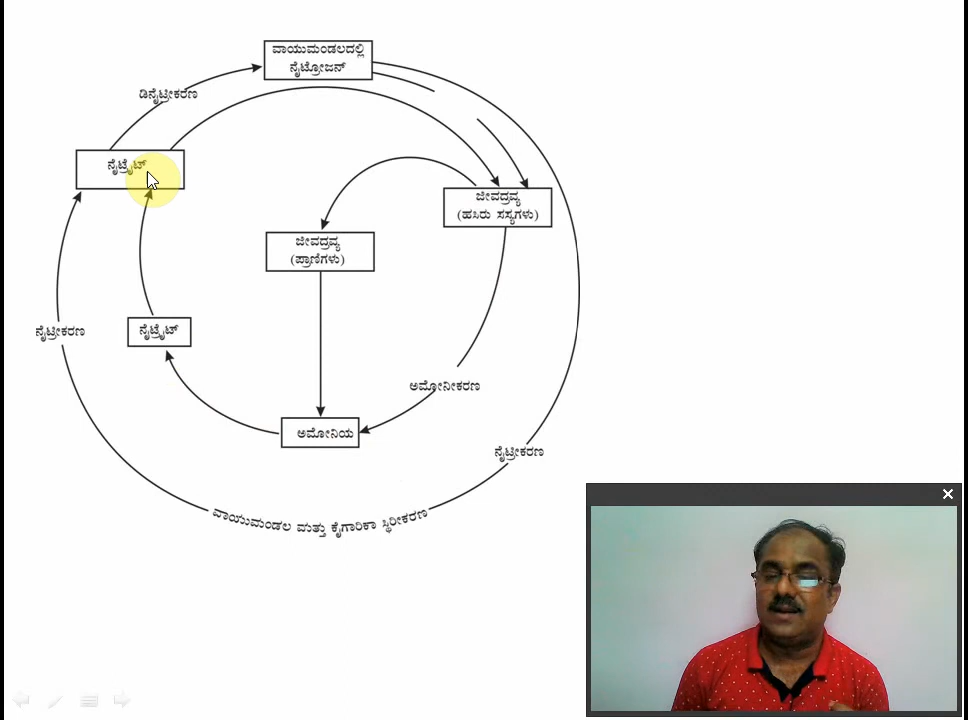 ವಾಯುಮಂಡಲದಲ್ಲಿ
ನೈಟ್ರೋಜನ್
ಡಿನೈಟ್ರೀಕರಣ
ನೈಟ್ರೈಟ್
ಜೀವದ್ರವ್ಯ
(ಹಸಿರು ಸಸ್ಯಗಳು)
ಜೀವದ್ರವ್ಯ
(ಪ್ರಾಣಿಗಳು)
ನೈಟ್ರೀಕರಣ
ನೈಟ್ರೈಟ್
ಅಮೋನೀಕರಣ
ಅಮೋನಿಯ
ನೈಟ್ರೀಕರಣ
ವಾಯುಮಂಡಲ ಮತ್ತು ಕೈಗಾರಿಕಾ ಸ್ಥಿರೀಕರಣ